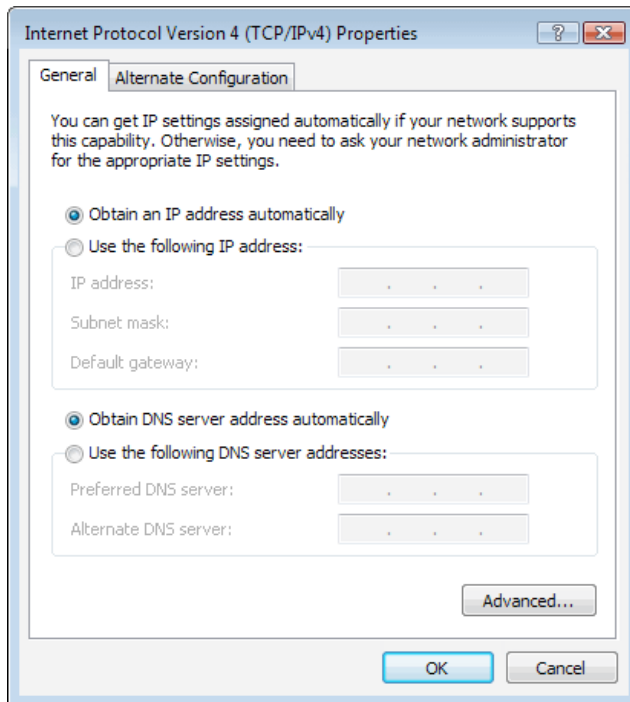 Internet Protocol Version 4 (TCP/IPv4) Properties
?
General
Alternate Configuration
You can get IP settings assigned automatically if your network supports
this capability. Otherwise, you need to ask your network administrator
for the appropriate IP settings.
Obtain an IP address automatically
Use the following IP address:
IP address:
Subnet mask:
Default gateway:
Obtain DNS server address automatically
Use the following DNS server addresses:
Preferred DNS server:
Alternate DNS server:
Advanced...
OK
Cancel